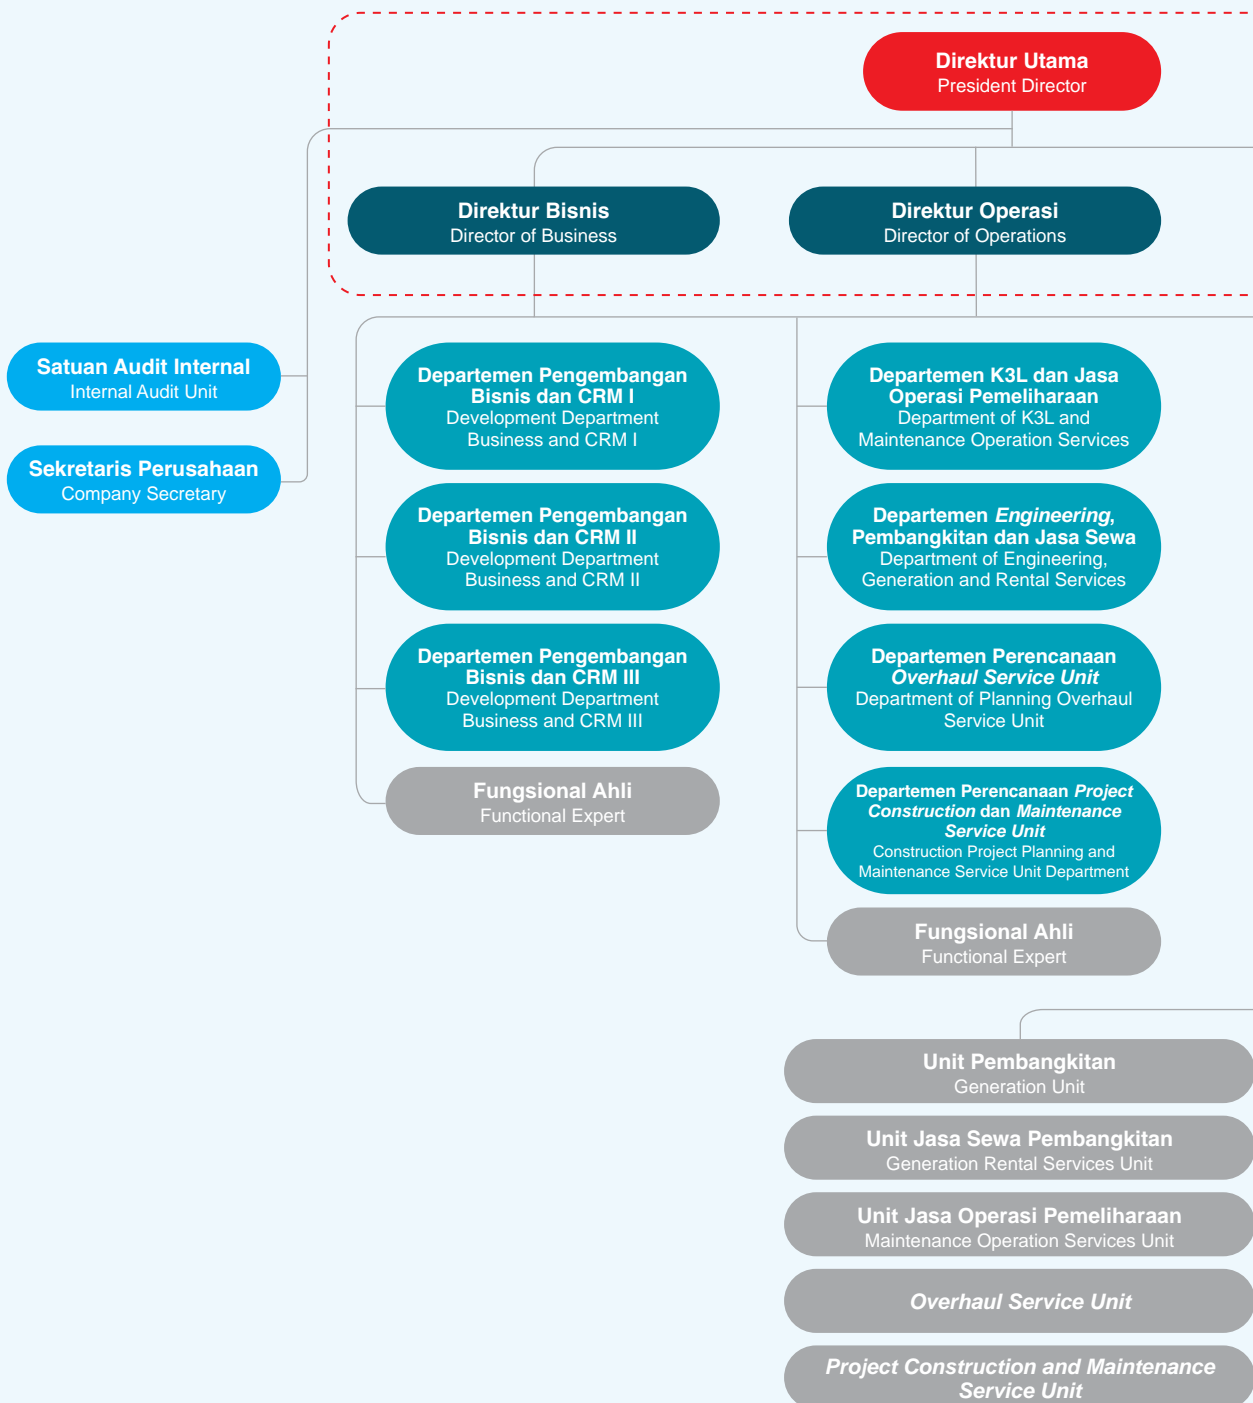 Direktur Utama
President Director
Direktur Bisnis
Director of Business
Direktur Operasi
Director of Operations
Satuan Audit Internal
Internal Audit Unit
Sekretaris Perusahaan
Company Secretary
Departemen Pengembangan
Bisnis dan CRM I
Development Department
Business and CRM I
Departemen Pengembangan
Bisnis dan CRM II
Development Department
Business and CRM II
Departemen Pengembangan
Bisnis dan CRM III
Development Department
Business and CRM III
Fungsional Ahli
Functional Expert
Departemen K3L dan Jasa
Operasi Pemeliharaan
Department of K3L and
Maintenance Operation Services
Departemen Engineering,
Pembangkitan dan Jasa Sewa
Department of Engineering,
Generation and Rental Services
Departemen Perencanaan
Overhaul Service Unit
Department of Planning Overhaul
Service Unit
Departemen Perencanaan Project
Construction dan Maintenance
Service Unit
Construction Project Planning and
Maintenance Service Unit Department
Fungsional Ahli
Functional Expert
Unit Pembangkitan
Generation Unit
Unit Jasa Sewa Pembangkitan
Generation Rental Services Unit
Unit Jasa Operasi Pemeliharaan
Maintenance Operation Services Unit
Overhaul Service Unit
Project Construction and Maintenance
Service Unit